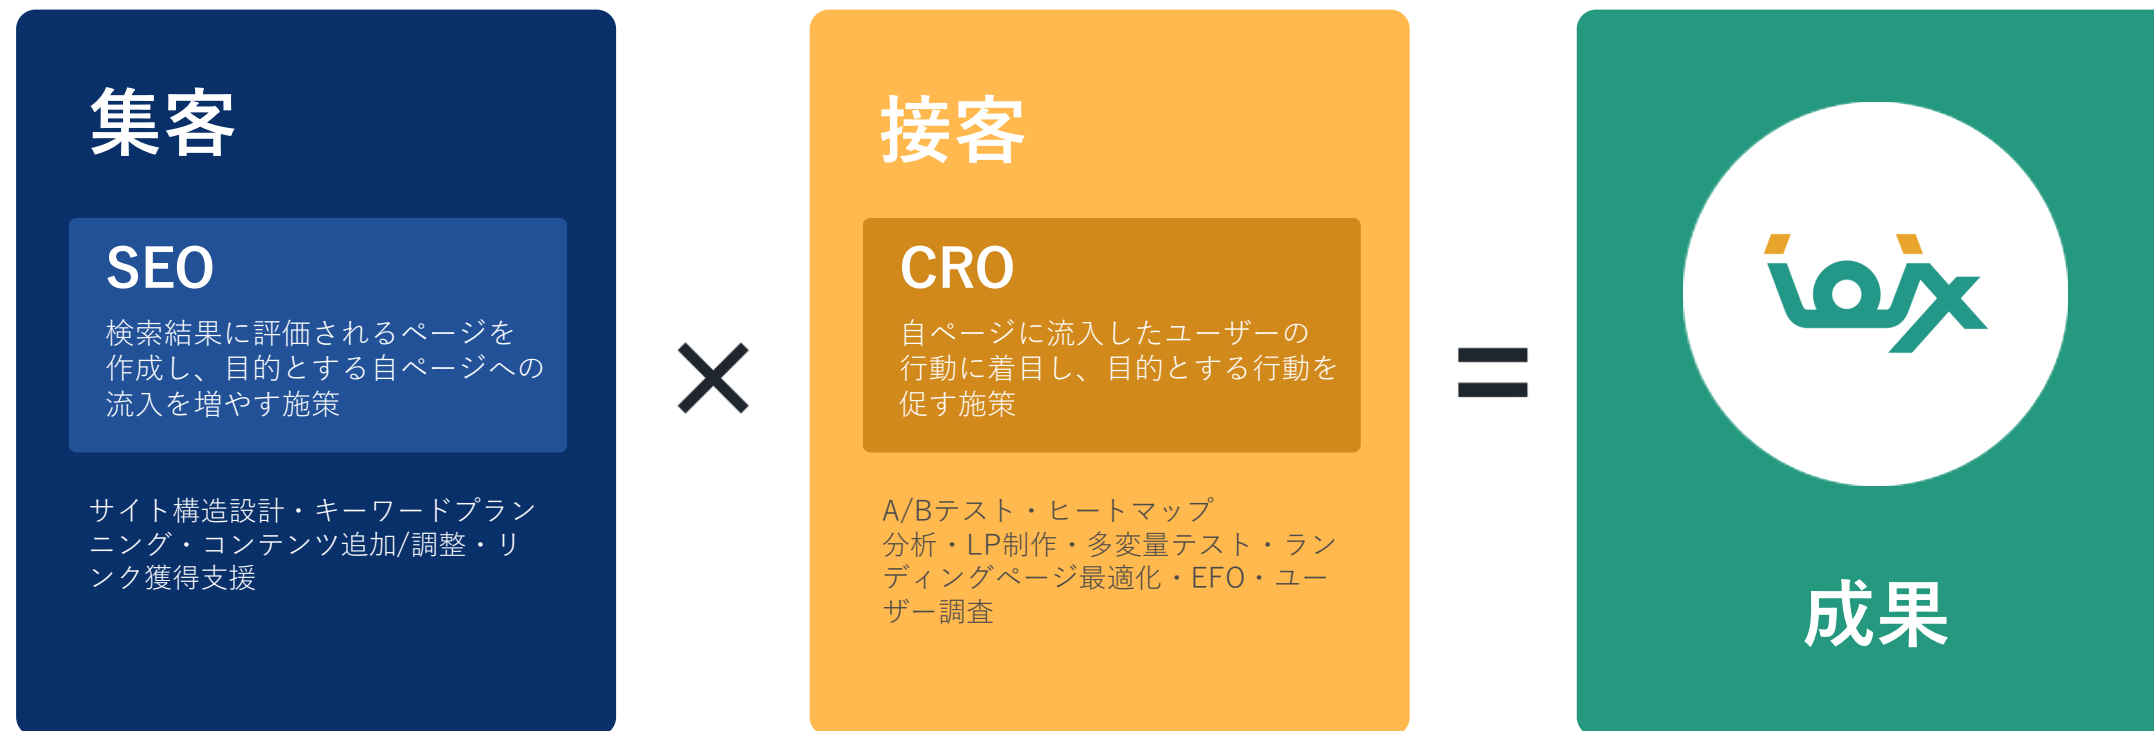 集客
SEO
検索結果に評価されるページを
作成し、目的とする自ページへの
流入を増やす施策
サイト構造設計・キーワードプラン
ニング・コンテンツ追加/調整・リ
ンク獲得支援
×
接客
CRO
自ページに流入したユーザーの
行動に着目し、目的とする行動を
促す施策
A/Bテスト・ヒートマップ
分析・LP制作・多変量テスト・ラン
ディングページ最適化・EFO・ユー
ザー調査
=
成果